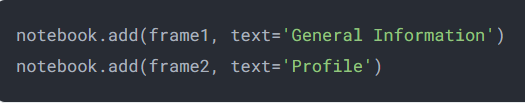 notebook.add(frame1, text='General Information')
notebook.add(frame2, text='Profile')